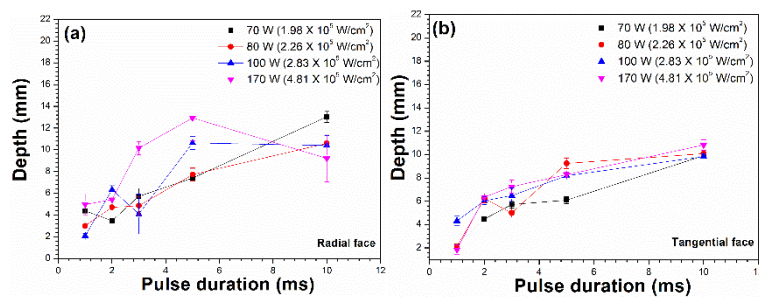 (a)
70 W (1.98 X 10⁵ W/cm²)
80 W (2.26 X 10⁵ W/cm²)
100 W (2.83 X 10⁵ W/cm²)
170 W (4.81 X 10⁵ W/cm²)
22
20
18
16
14
12
10
8
6
4
2
0
Depth (mm)
Radial face
0 2 4 6 8 10 12
Pulse duration (ms)
(b)
70 W (1.98 X 10⁵ W/cm²)
80 W (2.26 X 10⁵ W/cm²)
100 W (2.83 X 10⁵ W/cm²)
170 W (4.81 X 10⁵ W/cm²)
22
20
18
16
14
12
10
8
6
4
2
Depth (mm)
Tangential face
0 2 4 6 8 10 12
Pulse duration (ms)